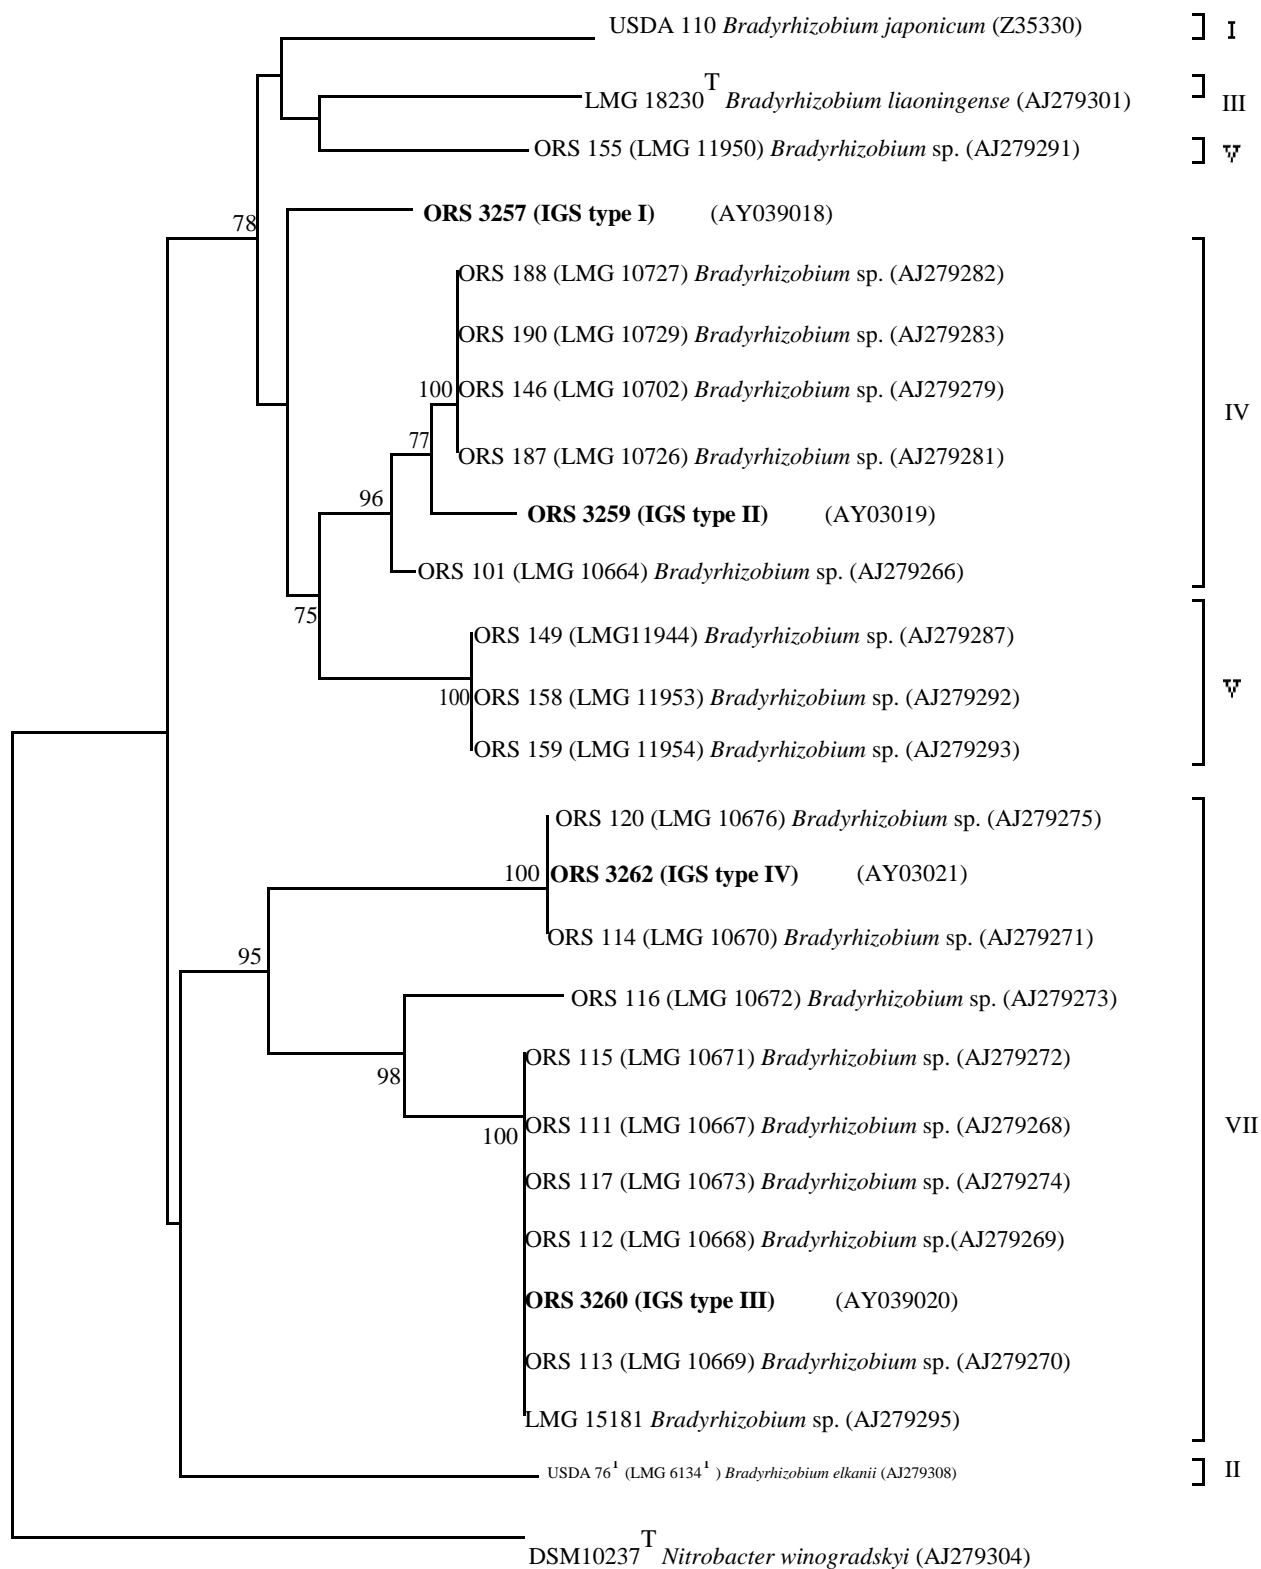 USDA 110 Bradyrhizobium japonicum (Z35330) I
LMG 18230T Bradyrhizobium liaoningense (AJ279301) III
ORS 155 (LMG 11950) Bradyrhizobium sp. (AJ279291) V
ORS 3257 (IGS type I) (AY039018)
78
ORS 188 (LMG 10727) Bradyrhizobium sp. (AJ279282)
ORS 190 (LMG 10729) Bradyrhizobium sp. (AJ279283)
100 ORS 146 (LMG 10702) Bradyrhizobium sp. (AJ279279)
IV
77
ORS 187 (LMG 10726) Bradyrhizobium sp. (AJ279281)
96
ORS 3259 (IGS type II) (AY03019)
ORS 101 (LMG 10664) Bradyrhizobium sp. (AJ279266)
75
ORS 149 (LMG11944) Bradyrhizobium sp. (AJ279287)
V
100 ORS 158 (LMG 11953) Bradyrhizobium sp. (AJ279292)
ORS 159 (LMG 11954) Bradyrhizobium sp. (AJ279293)
ORS 120 (LMG 10676) Bradyrhizobium sp. (AJ279275)
100 ORS 3262 (IGS type IV) (AY03021)
ORS 114 (LMG 10670) Bradyrhizobium sp. (AJ279271)
95
ORS 116 (LMG 10672) Bradyrhizobium sp. (AJ279273)
ORS 115 (LMG 10671) Bradyrhizobium sp. (AJ279272)
98
ORS 111 (LMG 10667) Bradyrhizobium sp. (AJ279268) VII
100
ORS 117 (LMG 10673) Bradyrhizobium sp. (AJ279274)
ORS 112 (LMG 10668) Bradyrhizobium sp.(AJ279269)
ORS 3260 (IGS type III) (AY039020)
ORS 113 (LMG 10669) Bradyrhizobium sp. (AJ279270)
LMG 15181 Bradyrhizobium sp. (AJ279295)
USDA 76T (LMG 6134T ) Bradyrhizobium elkanii (AJ279308) II
DSM10237T Nitrobacter winogradskyi (AJ279304)